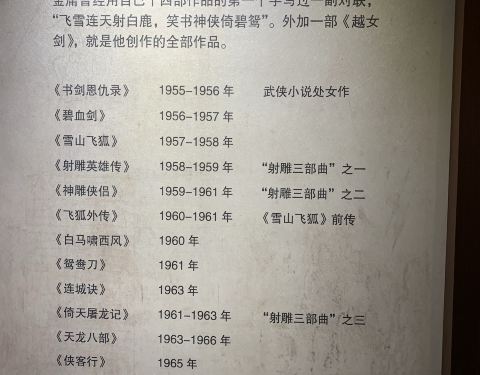 金庸曾经用自己十四部作品的第一个字写过一副对联，
“飞雪连天射白鹿，笑书神侠倚碧鸳”。外加一部《越女
剑》，就是他创作的全部作品。
《书剑恩仇录》 1955–1956 年 武侠小说处女作
《碧血剑》 1956–1957 年
《雪山飞狐》 1957–1958 年
《射雕英雄传》 1958–1959 年 “射雕三部曲”之一
《神雕侠侣》 1959–1961 年 “射雕三部曲”之二
《飞狐外传》 1960–1961 年 《雪山飞狐》前传
《白马啸西风》 1960 年
《鸳鸯刀》 1961 年
《连城诀》 1963 年
《倚天屠龙记》 1961–1963 年 “射雕三部曲”之三
《天龙八部》 1963–1966 年
《侠客行》 1965 年